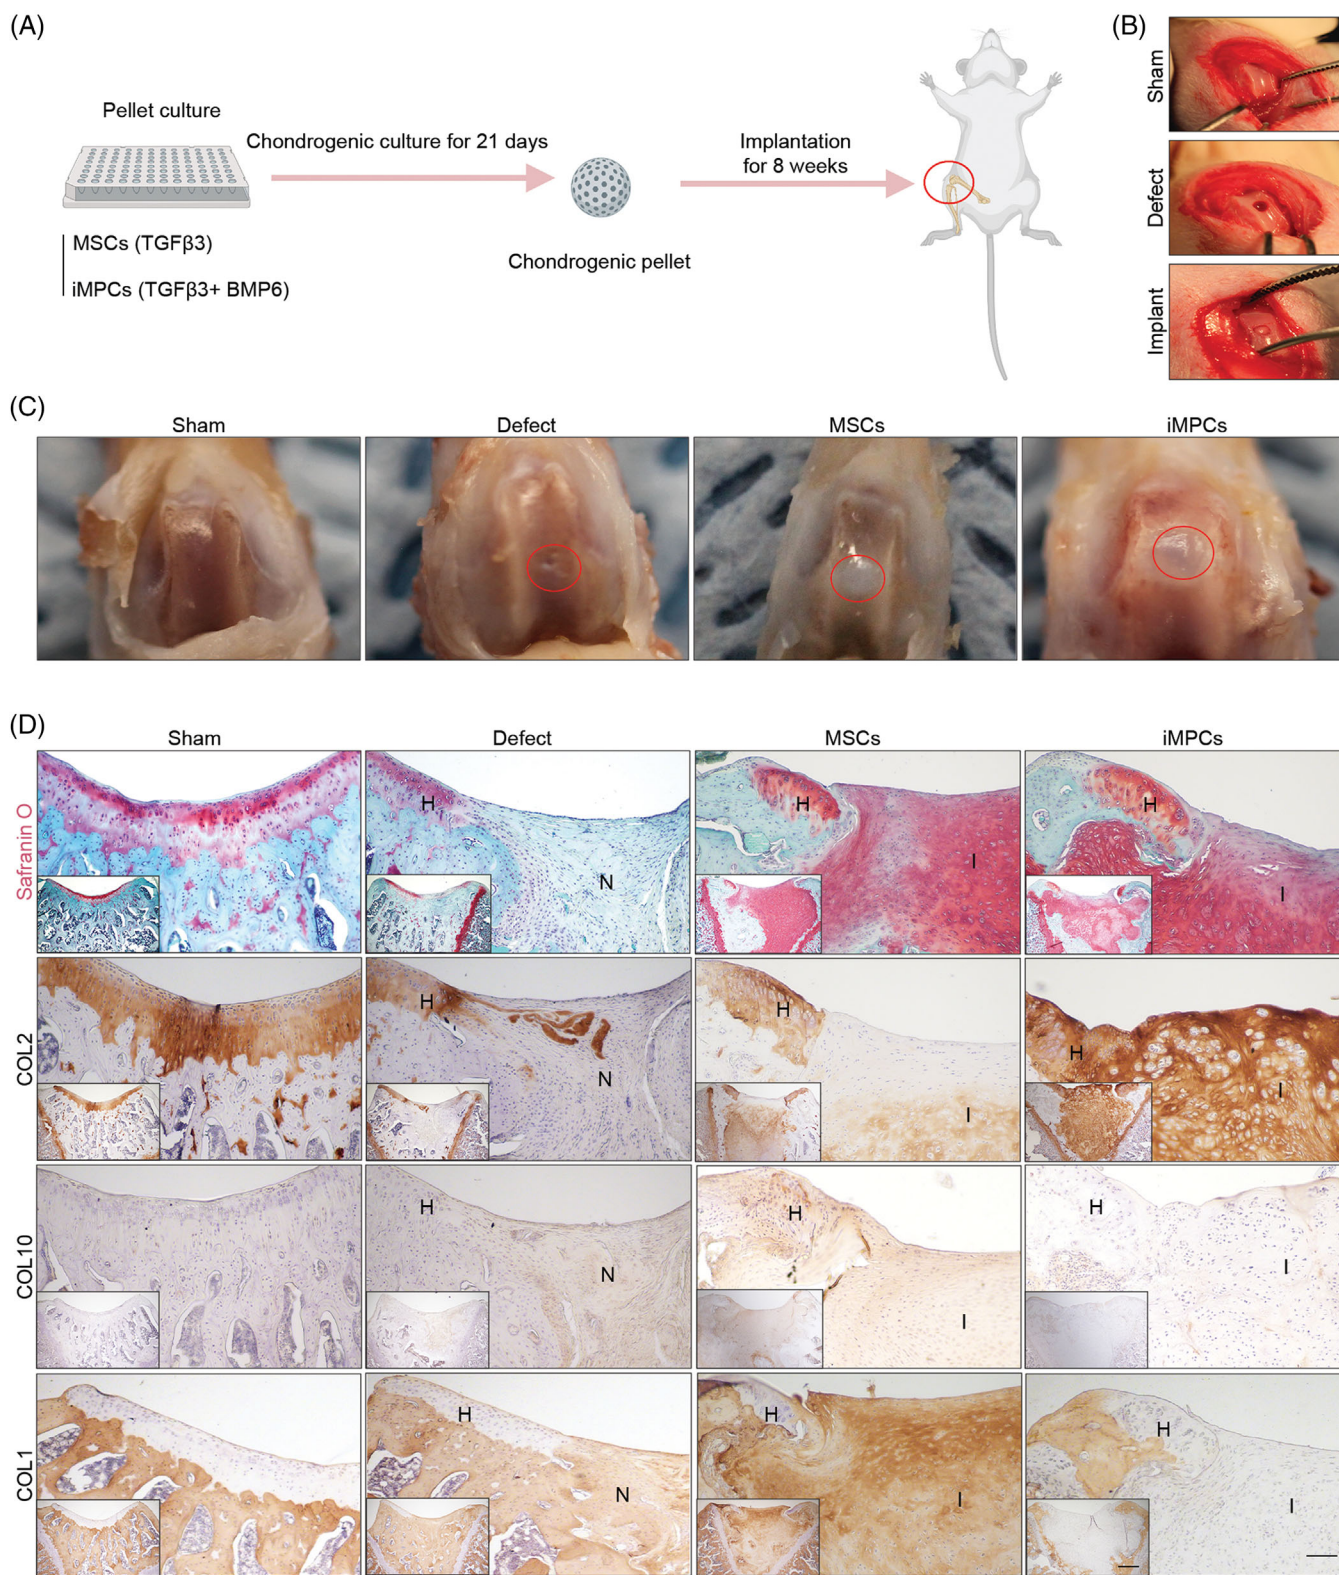 (A)
Pellet culture
Chondrogenic culture for 21 days
Implantation
for 8 weeks
MSCs (TGFβ3)
iMPCs (TGFβ3+ BMP6)
Chondrogenic pellet
(B)
Sham
Defect
Implant
(C)
Sham
Defect
MSCs
iMPCs
(D)
Sham
Defect
MSCs
iMPCs
Safranin O
H
N
H
I
H
I
COL2
H
N
H
I
H
I
COL10
H
N
H
I
H
I
COL1
H
N
H
I
H
I